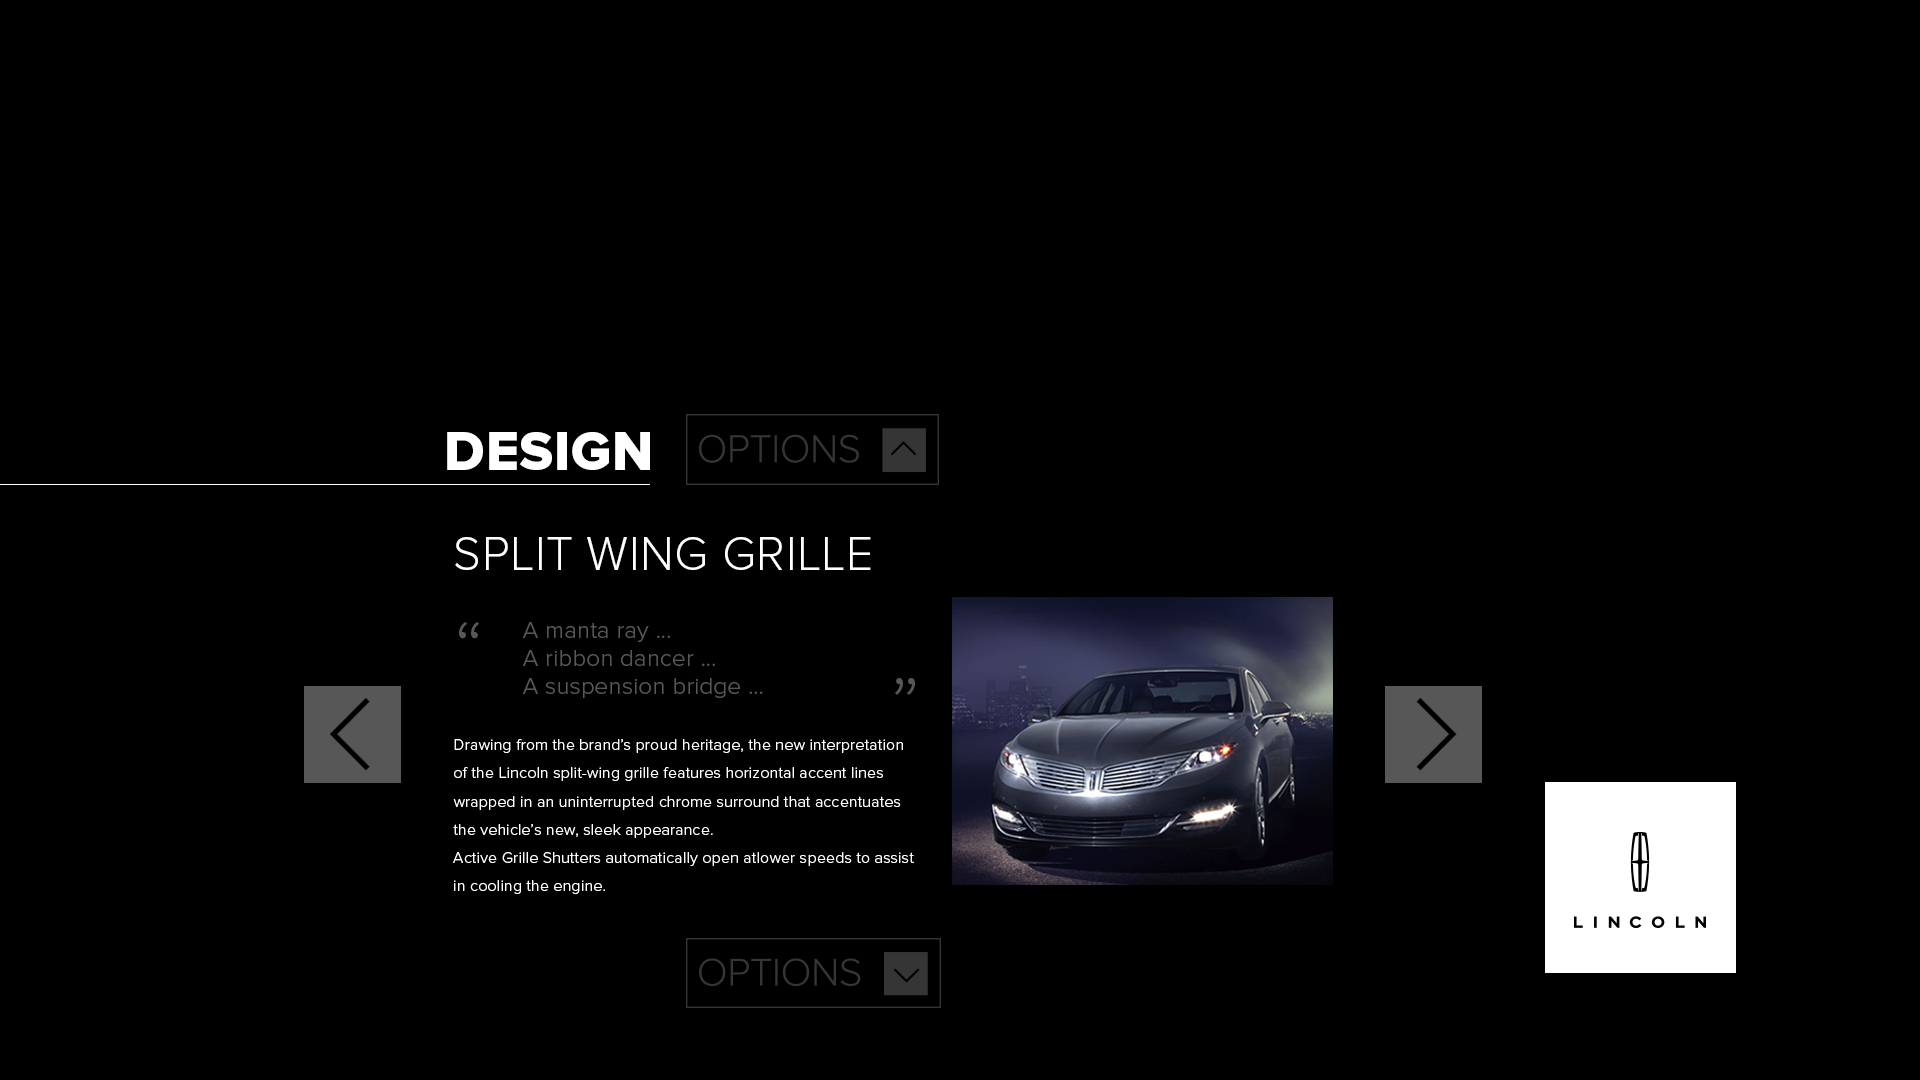 DESIGN
OPTIONS
SPLIT WING GRILLE
“ A manta ray ...
A ribbon dancer ...
A suspension bridge ... ”
Drawing from the brand’s proud heritage, the new interpretation
of the Lincoln split-wing grille features horizontal accent lines
wrapped in an uninterrupted chrome surround that accentuates
the vehicle’s new, sleek appearance.
Active Grille Shutters automatically open atlower speeds to assist
in cooling the engine.
OPTIONS
LINCOLN